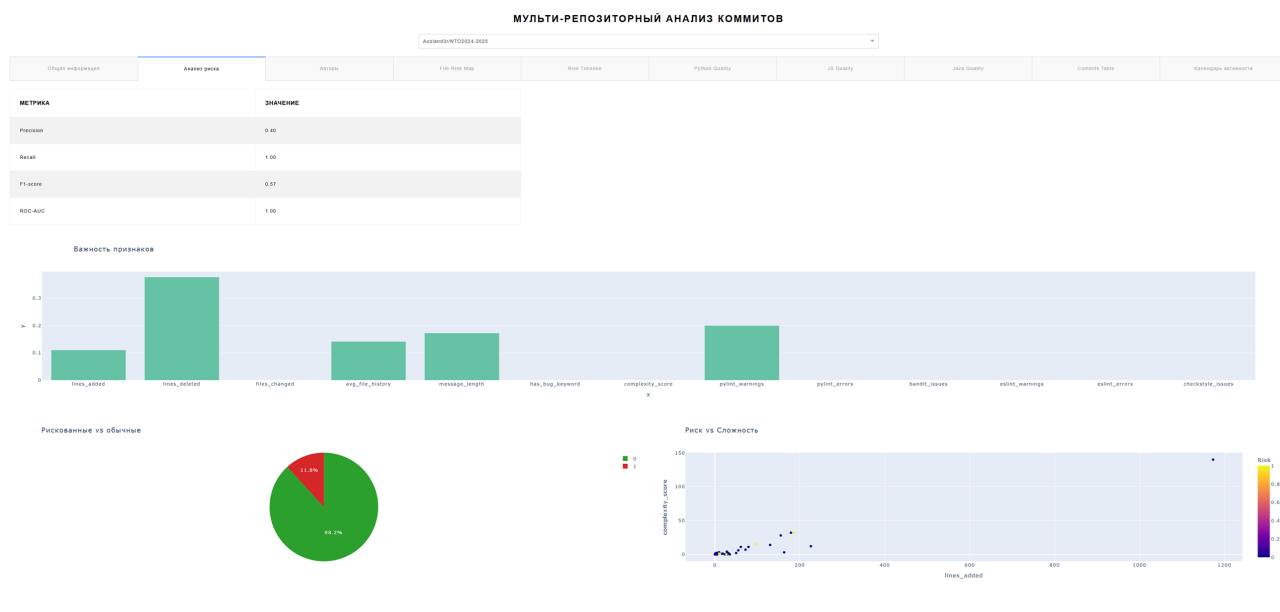 МУЛЬТИ-РЕПОЗИТОРНЫЙ АНАЛИЗ КОММИТОВ
Ausland3r/NTO2024-2025
Общая информация Анализ риска Авторы File Risk Map Risk Timeline Python Quality JS Quality Java Quality Commits Table Календарь активности
МЕТРИКА ЗНАЧЕНИЕ
Precision 0.40
Recall 1.00
F1-score 0.57
ROC-AUC 1.00
Важность признаков
0.3
y
0.2
0.1
0
lines_added lines_deleted files_changed avg_file_history message_length has_bug_keyword complexity_score pylint_warnings pylint_errors bandit_issues eslint_warnings eslint_errors checkstyle_issues
x
Рискованные vs обычные
0
1
11.8%
88.2%
Риск vs Сложность
150
100
50
0
complexity_score
0 200 400 600 800 1000 1200
lines_added
Risk
1
0.8
0.6
0.4
0.2
0